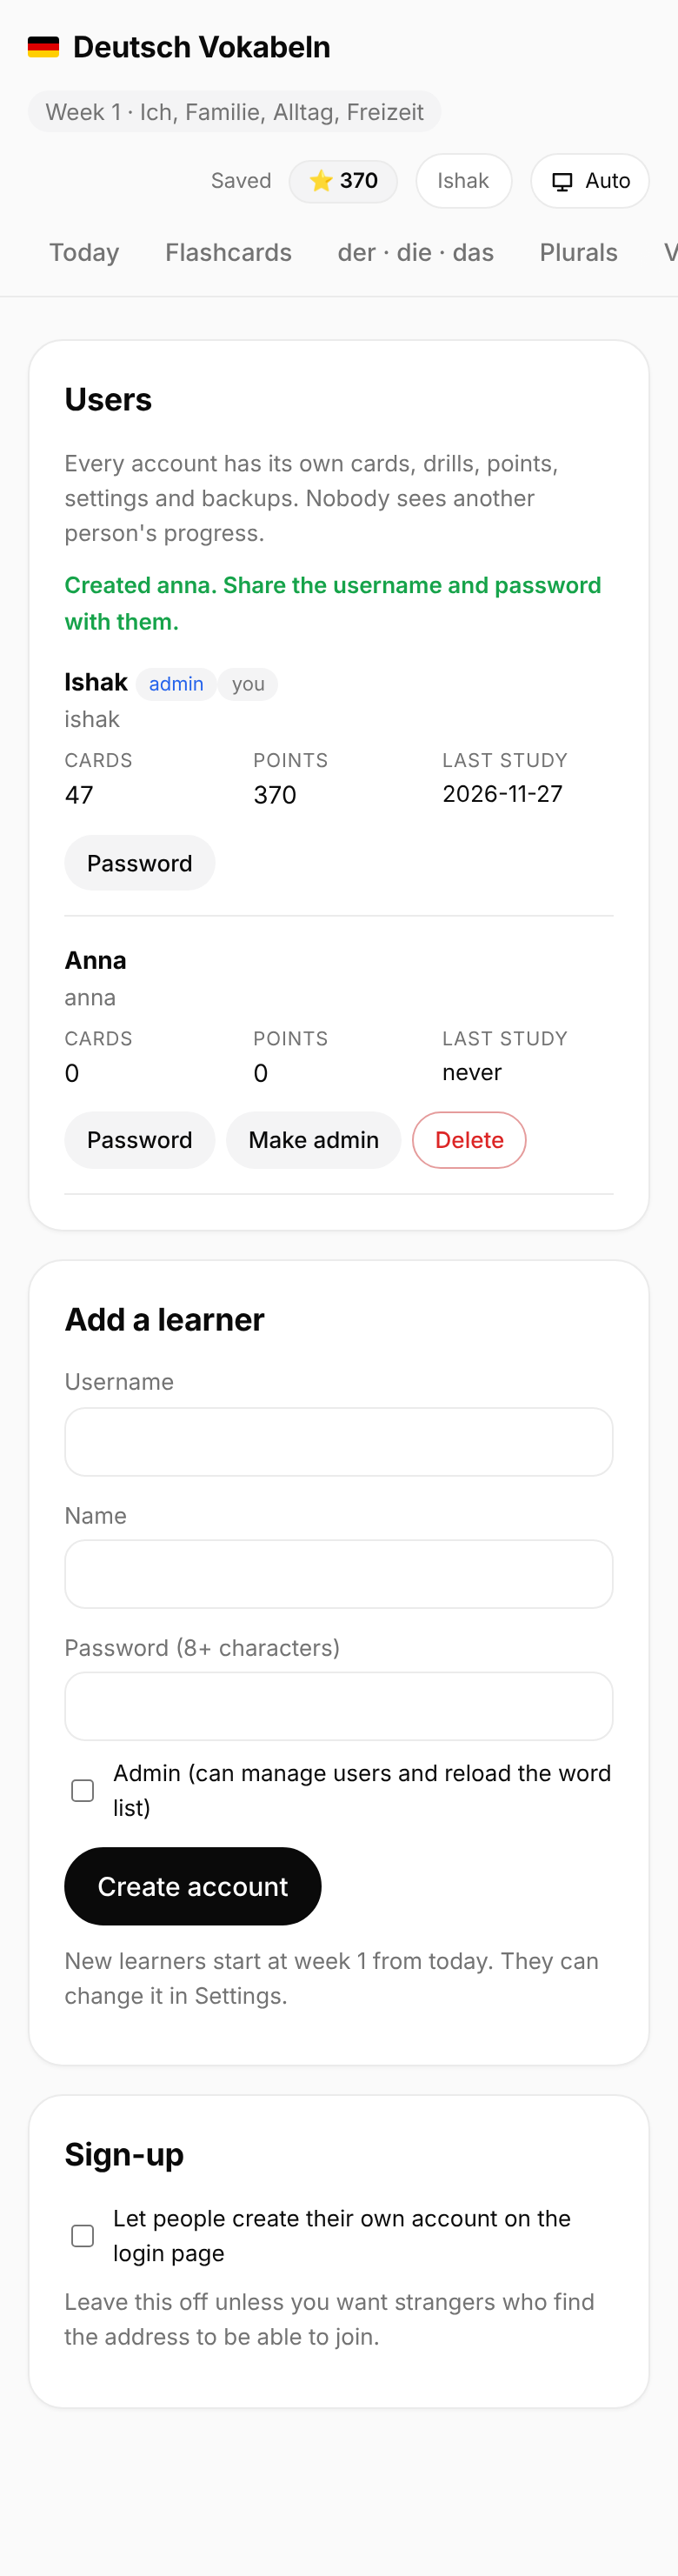 Deutsch Vokabeln
Week 1 · Ich, Familie, Alltag, Freizeit
Saved ⭐ 370 Ishak Auto
Today Flashcards der · die · das Plurals V
Users
Every account has its own cards, drills, points,
settings and backups. Nobody sees another
person's progress.
Created anna. Share the username and password
with them.
Ishak admin you
ishak
CARDS POINTS LAST STUDY
47 370 2026-11-27
Password
Anna
anna
CARDS POINTS LAST STUDY
0 0 never
Password Make admin Delete
Add a learner
Username
Name
Password (8+ characters)
Admin (can manage users and reload the word
list)
Create account
New learners start at week 1 from today. They can
change it in Settings.
Sign-up
Let people create their own account on the
login page
Leave this off unless you want strangers who find
the address to be able to join.